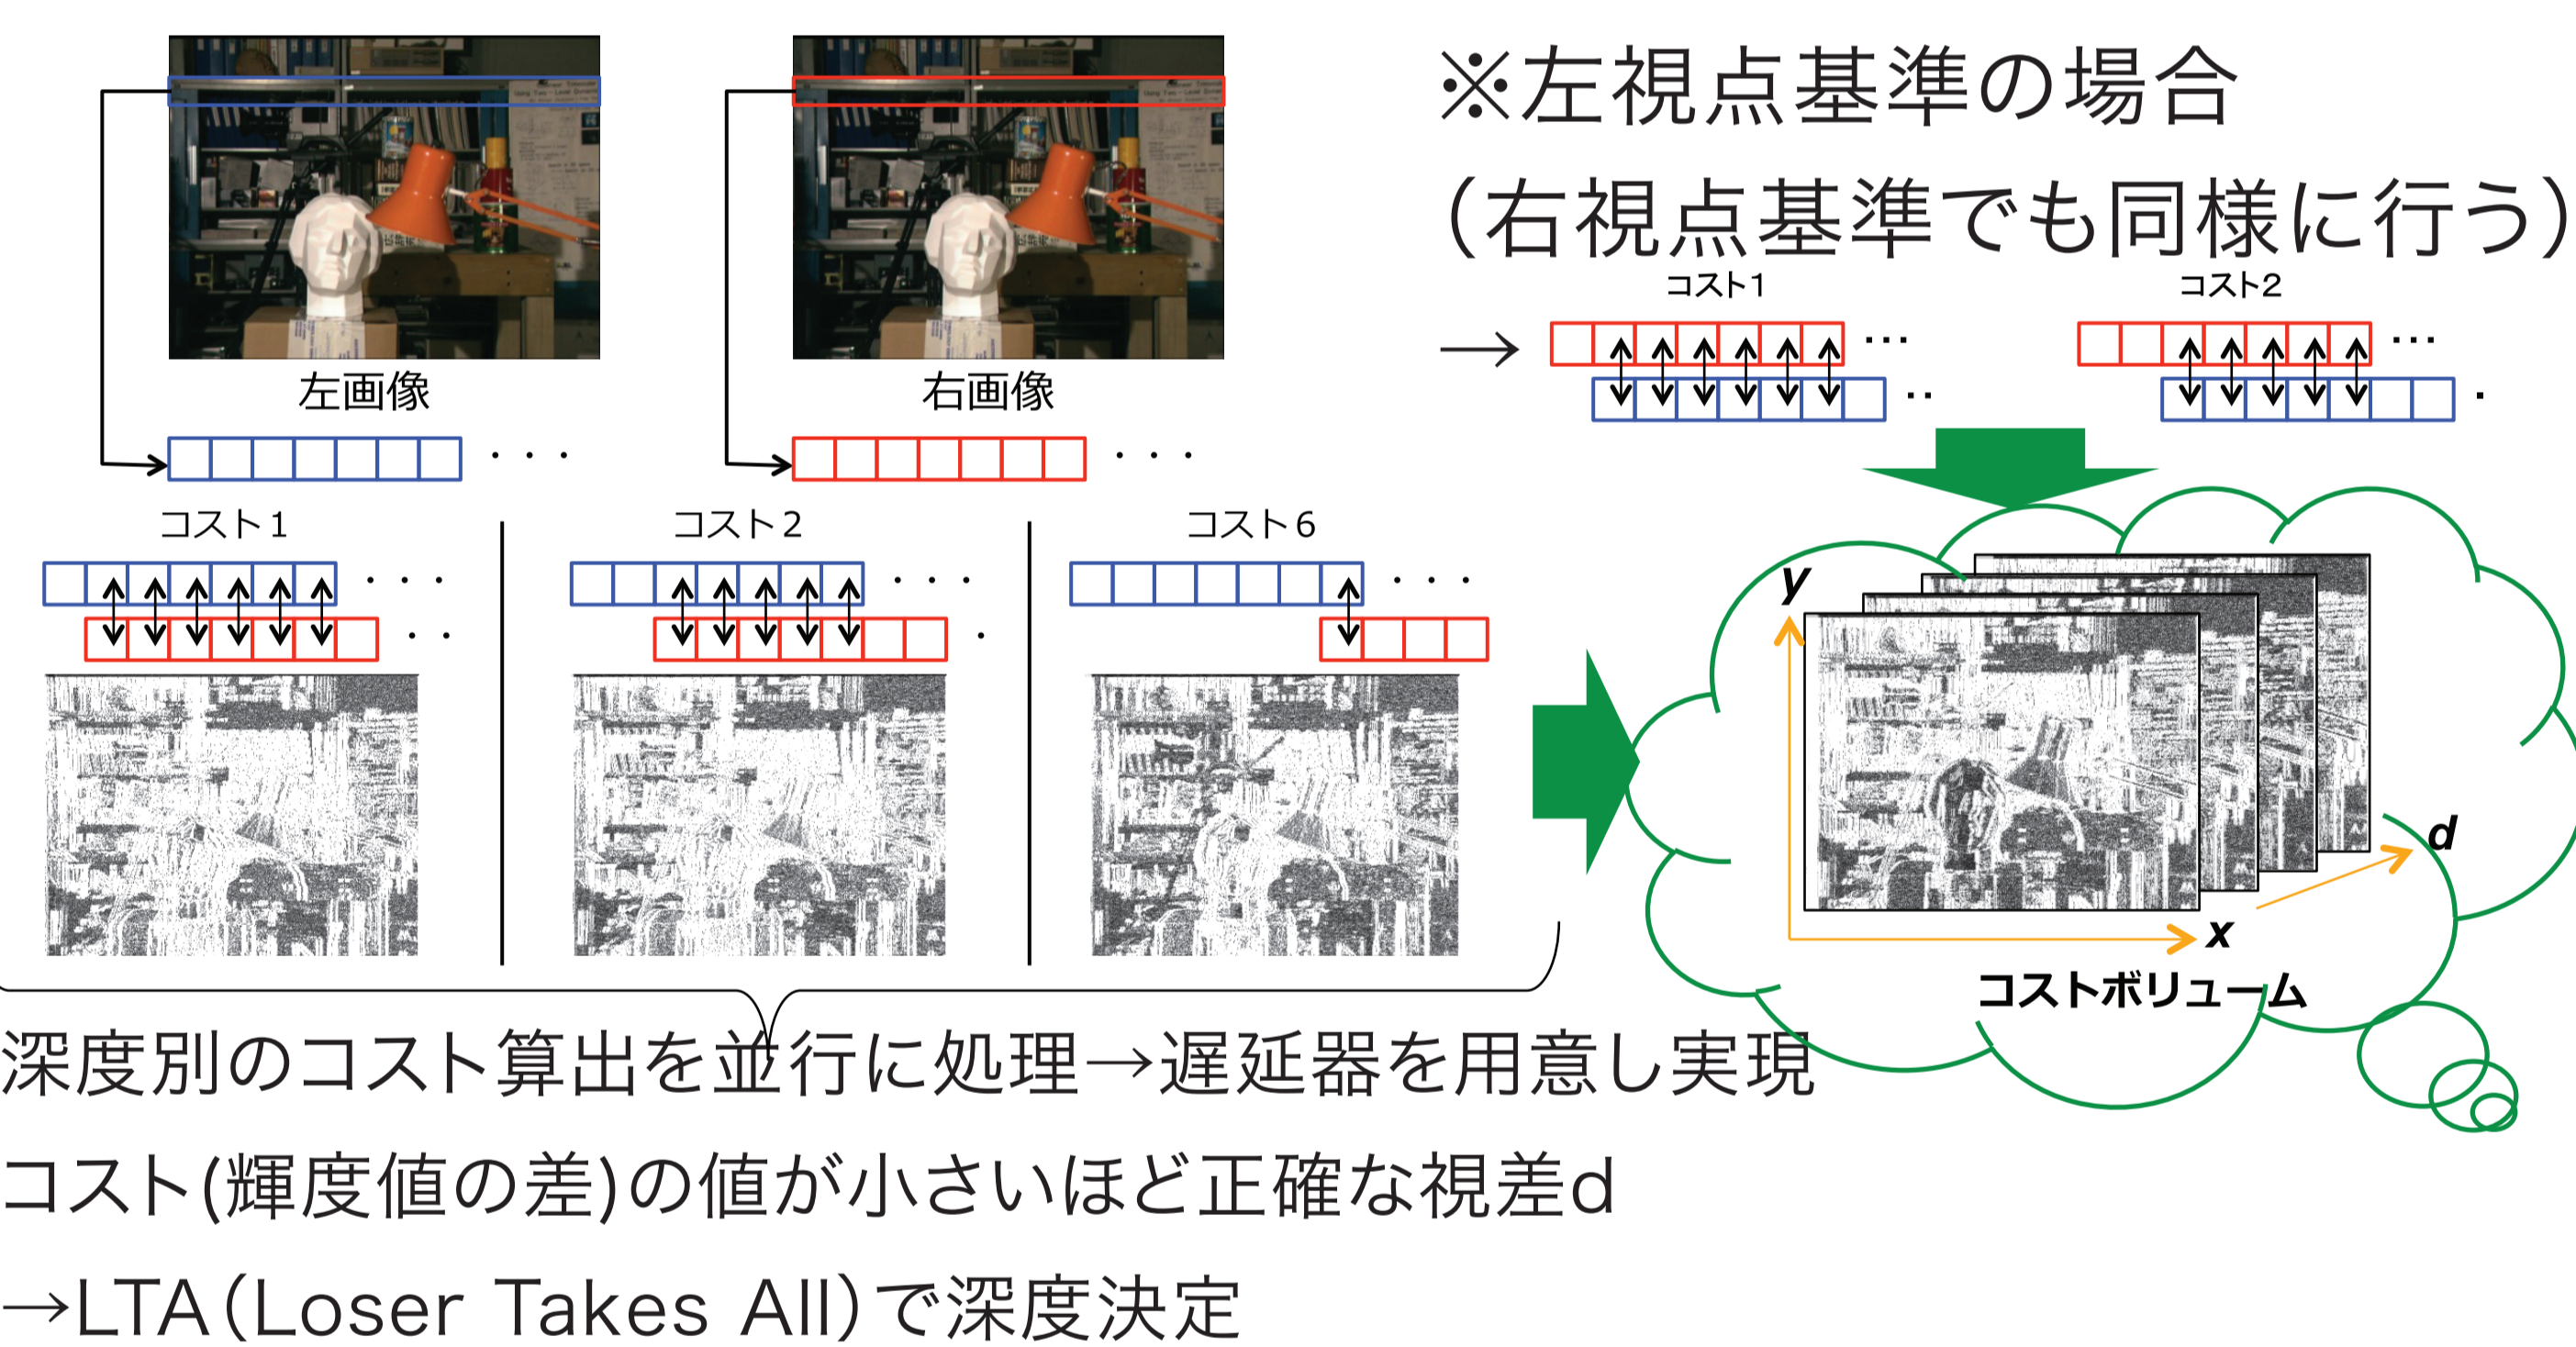 ※左視点基準の場合
（右視点基準でも同様に行う）
左画像
右画像
・・・
・・・
→
コスト1
…
‥
コスト2
…
・
コスト1
・・・
・・
コスト2
・・・
・
コスト6
・・・
y
x
d
コストボリューム
深度別のコスト算出を並行に処理→遅延器を用意し実現
コスト(輝度値の差)の値が小さいほど正確な視差d
→LTA（Loser Takes All）で深度決定